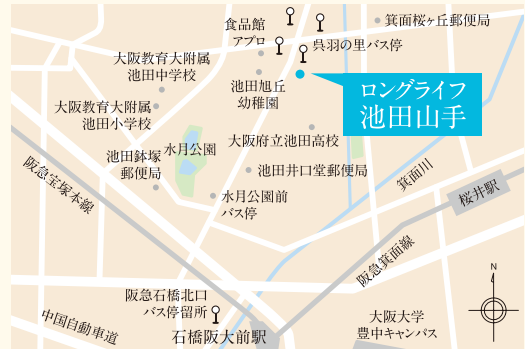 食品館
アプロ
箕面桜ヶ丘郵便局
呉羽の里バス停
大阪教育大附属
池田中学校
池田旭丘
幼稚園
ロングライフ
池田山手
大阪教育大附属
池田小学校
大阪府立池田高校
水月公園
池田鉢塚
郵便局
池田井口堂郵便局
箕面川
水月公園前
バス停
桜井駅
阪急宝塚本線
阪急箕面線
N
阪急石橋北口
バス停留所
石橋阪大前駅
中国自動車道
大阪大学
豊中キャンパス